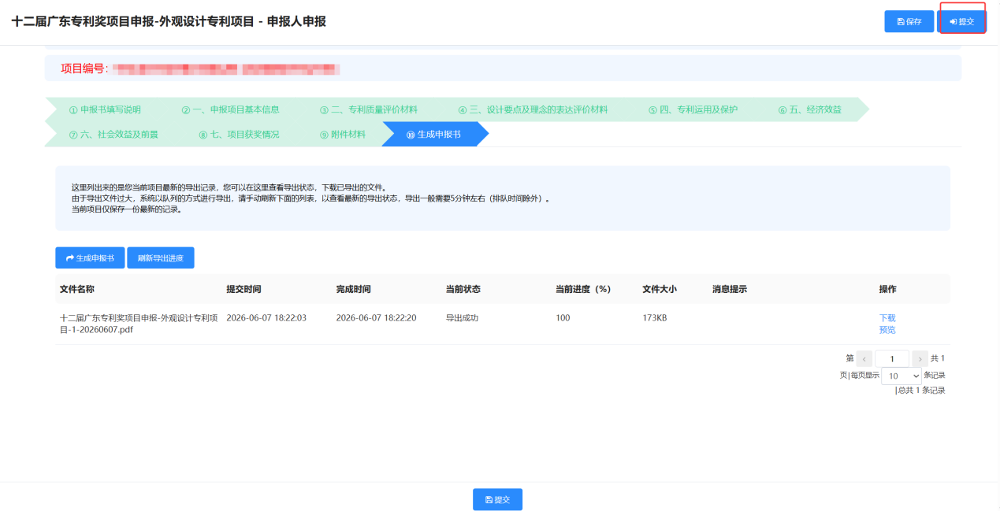 十二届广东专利奖项目申报-外观设计专利项目 - 申报人申报
保存
提交
项目编号:
① 申报书填写说明
② 一、申报项目基本信息
③ 二、专利质量评价材料
④ 三、设计要点及理念的表达评价材料
⑤ 四、专利运用及保护
⑥ 五、经济效益
⑦ 六、社会效益及前景
⑧ 七、项目获奖情况
⑨ 附件材料
⑩ 生成申报书
这里列出来的是您当前项目最新的导出记录，您可以在这里查看导出状态，下载已导出的文件。
由于导出文件过大，系统以队列的方式进行导出，请手动刷新下面的列表，以查看最新的导出状态，导出一般需要5分钟左右（排队时间除外）。
当前项目仅保存一份最新的记录。
生成申报书
刷新导出进度
文件名称 提交时间 完成时间 当前状态 当前进度（%） 文件大小 消息提示 操作
十二届广东专利奖项目申报-外观设计专利项 2026-06-07 18:22:03 2026-06-07 18:22:20 导出成功 100 173KB 下载
目-1-20260607.pdf 预览
第 < 1 > 共 1
页|每页显示 10 条记录
|总共 1 条记录
提交